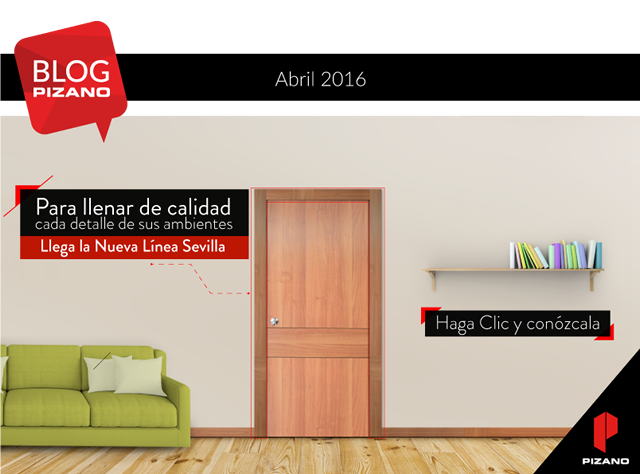 BLOG
PIZANO
Abril 2016
Para llenar de calidad
cada detalle de sus ambientes
Llega la Nueva Línea Sevilla
Haga Clic y conózcala
PIZANO